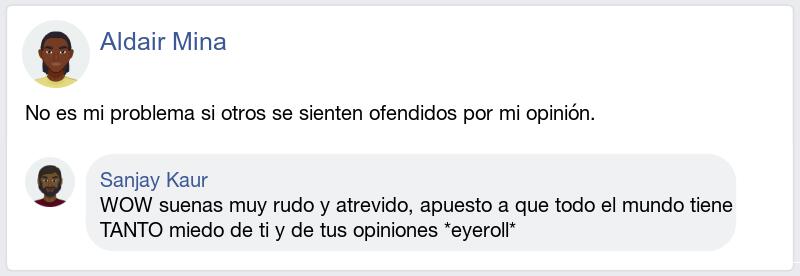 Aldair Mina
No es mi problema si otros se sienten ofendidos por mi opinión.
Sanjay Kaur
WOW suenas muy rudo y atrevido, apuesto a que todo el mundo tiene
TANTO miedo de ti y de tus opiniones *eyeroll*